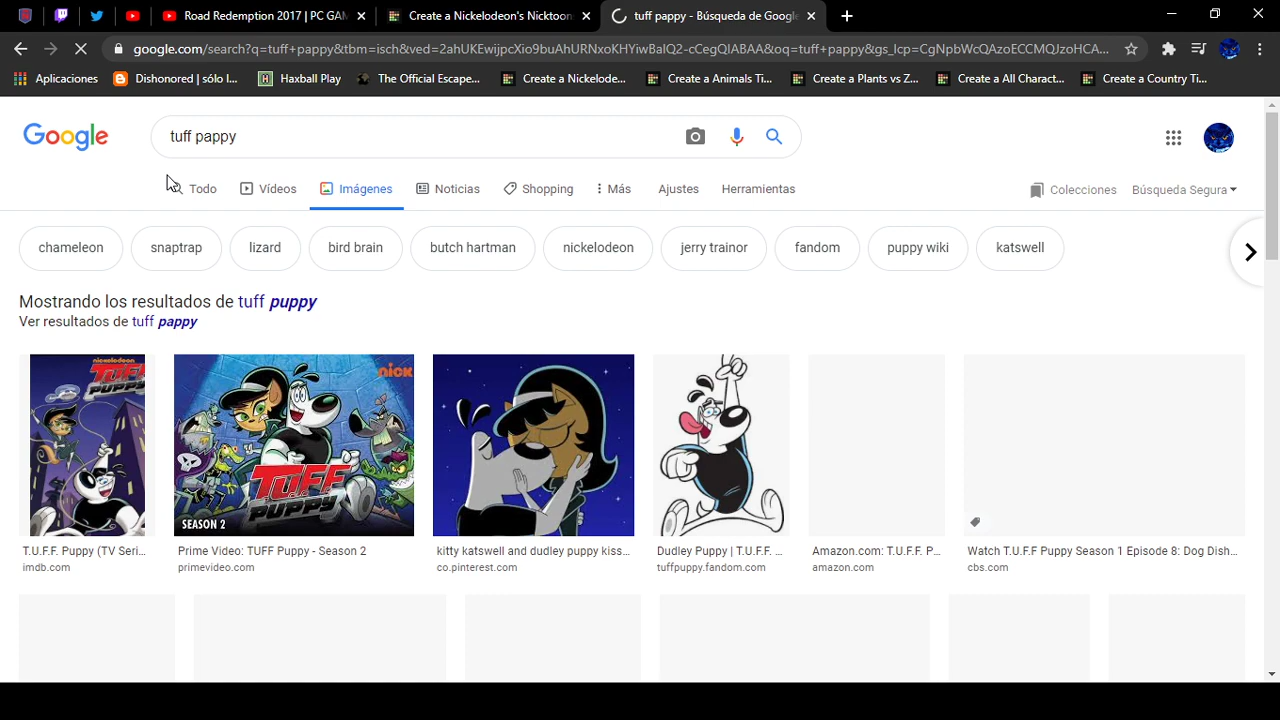 Road Redemption 2017 | PC GAM
Create a Nickelodeon's Nicktoon
tuff pappy - Búsqueda de Google
google.com/search?q=tuff+pappy&tbm=isch&ved=2ahUKEwijpcXio9buAhURNxoKHYiwBalQ2-cCegQIABAA&oq=tuff+pappy&gs_lcp=CgNpbWcQAzoECCMQJzoHCA...
Aplicaciones
Dishonored | sólo l...
Haxball Play
The Official Escape...
Create a Nickelode...
Create a Animals Ti...
Create a Plants vs Z...
Create a All Charact...
Create a Country Ti...
Google
tuff pappy
Todo
Vídeos
Imágenes
Noticias
Shopping
Más
Ajustes
Herramientas
Colecciones
Búsqueda Segura
chameleon
snaptrap
lizard
bird brain
butch hartman
nickelodeon
jerry trainor
fandom
puppy wiki
katswell
Mostrando los resultados de tuff puppy
Ver resultados de tuff pappy
nickelodeon
TUFF
PUPPY
nick
T.U.F.F.
PUPPY
SEASON 2
T.U.F.F. Puppy (TV Seri...
imdb.com
Prime Video: TUFF Puppy - Season 2
primevideo.com
kitty katswell and dudley puppy kiss...
co.pinterest.com
Dudley Puppy | T.U.F.F. ...
tuffpuppy.fandom.com
Amazon.com: T.U.F.F. P...
amazon.com
Watch T.U.F.F Puppy Season 1 Episode 8: Dog Dish...
cbs.com